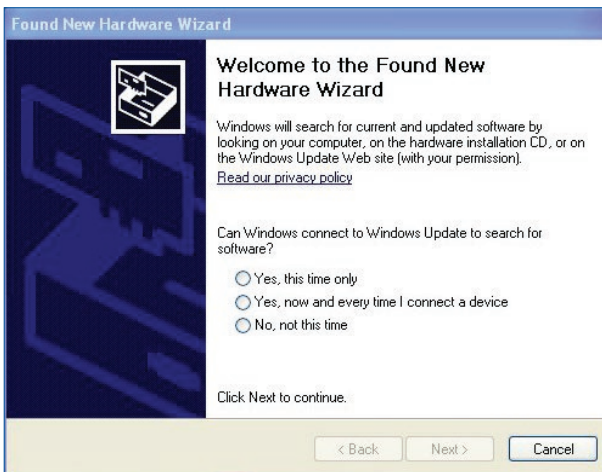 Found New Hardware Wizard
Welcome to the Found New
Hardware Wizard
Windows will search for current and updated software by
looking on your computer, on the hardware installation CD, or on
the Windows Update Web site (with your permission).
Read our privacy policy
Can Windows connect to Windows Update to search for
software?
Yes, this time only
Yes, now and every time I connect a device
No, not this time
Click Next to continue.
< Back Next > Cancel